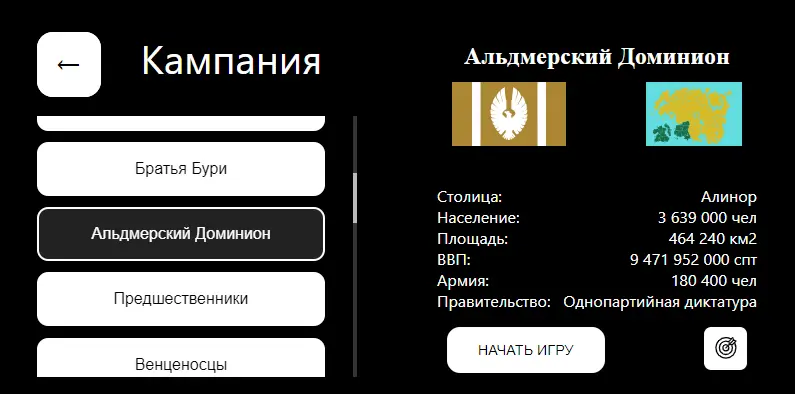 ← Кампания
Братья Бури
Альдмерский Доминион
Предшественники
Венценосцы
Альдмерский Доминион
Столица: Алинор
Население: 3 639 000 чел
Площадь: 464 240 км2
ВВП: 9 471 952 000 спт
Армия: 180 400 чел
Правительство: Однопартийная диктатура
НАЧАТЬ ИГРУ